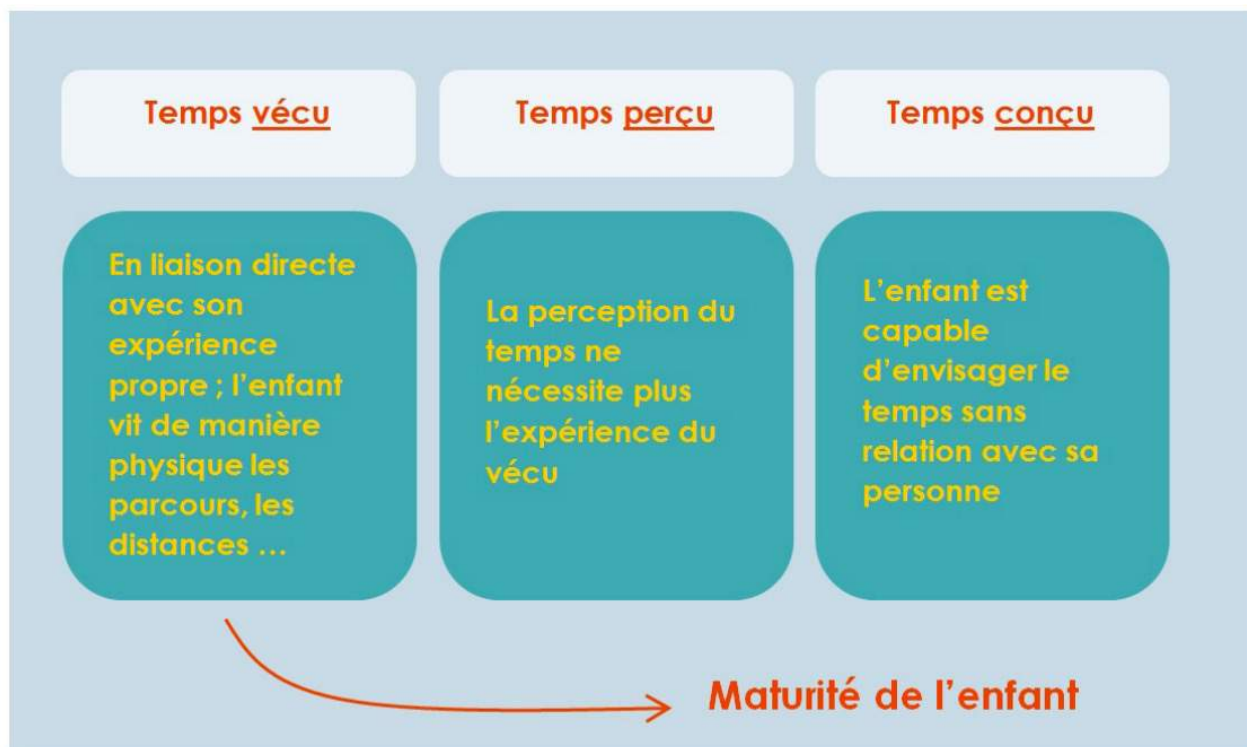 Temps vécu
Temps perçu
Temps conçu
En liaison directe
avec son
expérience
propre ; l'enfant
vit de manière
physique les
parcours, les
distances …
La perception du
temps ne
nécessite plus
l'expérience du
vécu
L'enfant est
capable
d'envisager le
temps sans
relation avec sa
personne
Maturité de l'enfant